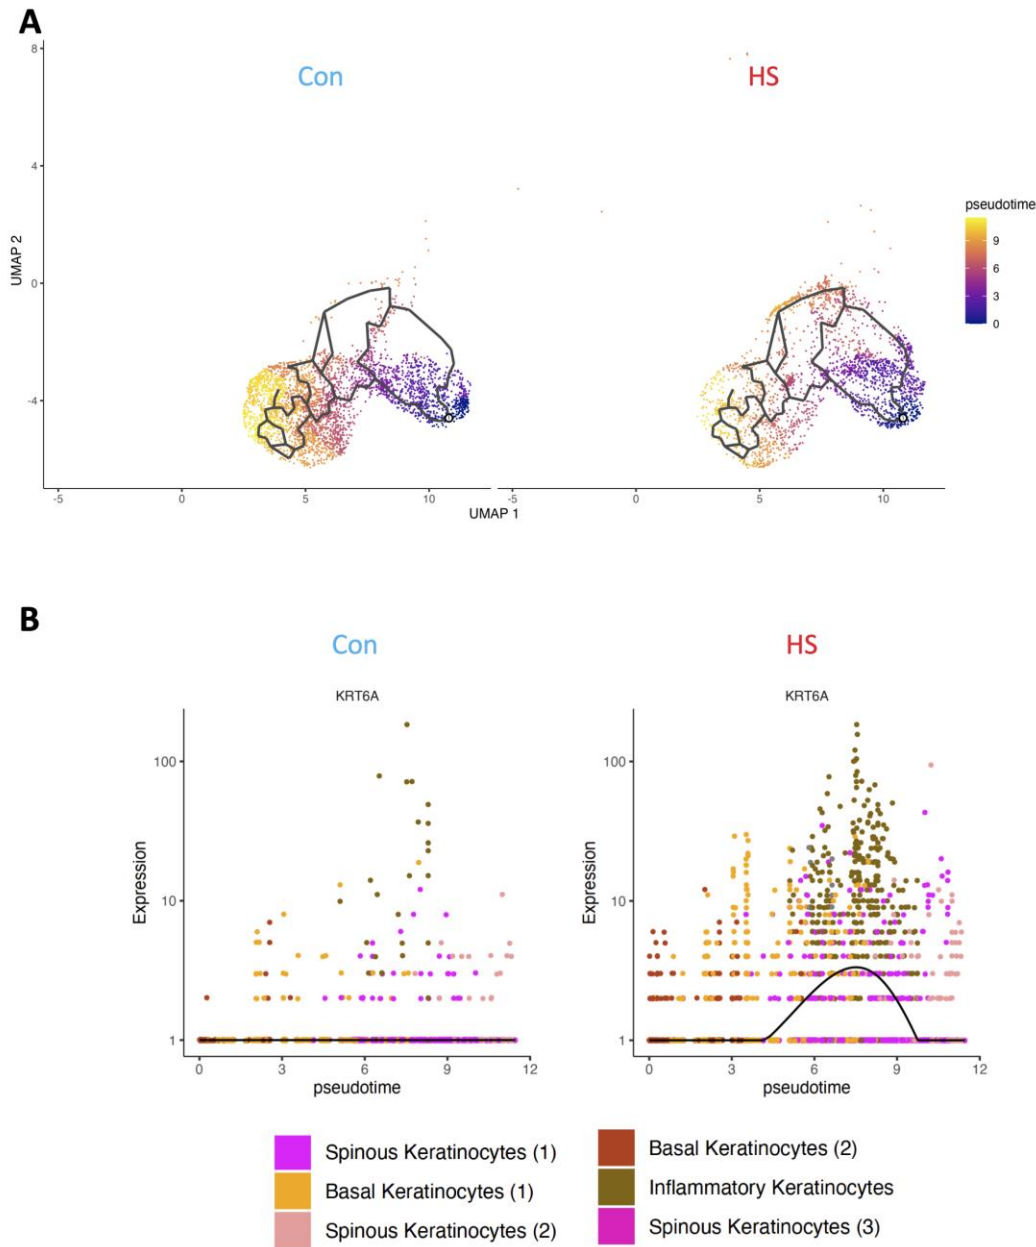 A
Con
HS
8
4
0
-4
UMAP 2
-5
0
5
10
-5
0
5
10
UMAP 1
pseudotime
9
6
3
0
B
Con
HS
KRT6A
KRT6A
100
10
1
Expression
0
3
6
9
12
pseudotime
100
10
1
Expression
0
3
6
9
12
pseudotime
Spinous Keratinocytes (1)
Basal Keratinocytes (1)
Spinous Keratinocytes (2)
Basal Keratinocytes (2)
Inflammatory Keratinocytes
Spinous Keratinocytes (3)